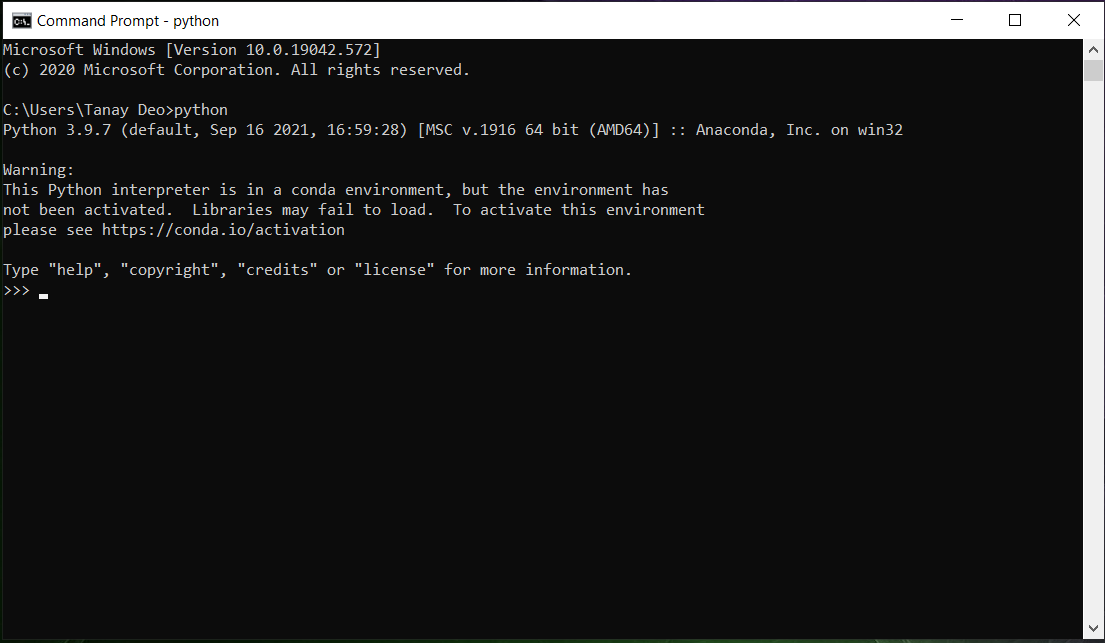 Command Prompt - python
Microsoft Windows [Version 10.0.19042.572]
(c) 2020 Microsoft Corporation. All rights reserved.
C:\Users\Tanay Deo>python
Python 3.9.7 (default, Sep 16 2021, 16:59:28) [MSC v.1916 64 bit (AMD64)] :: Anaconda, Inc. on win32
Warning:
This Python interpreter is in a conda environment, but the environment has
not been activated.  Libraries may fail to load.  To activate this environment
please see https://conda.io/activation
Type "help", "copyright", "credits" or "license" for more information.
>>>